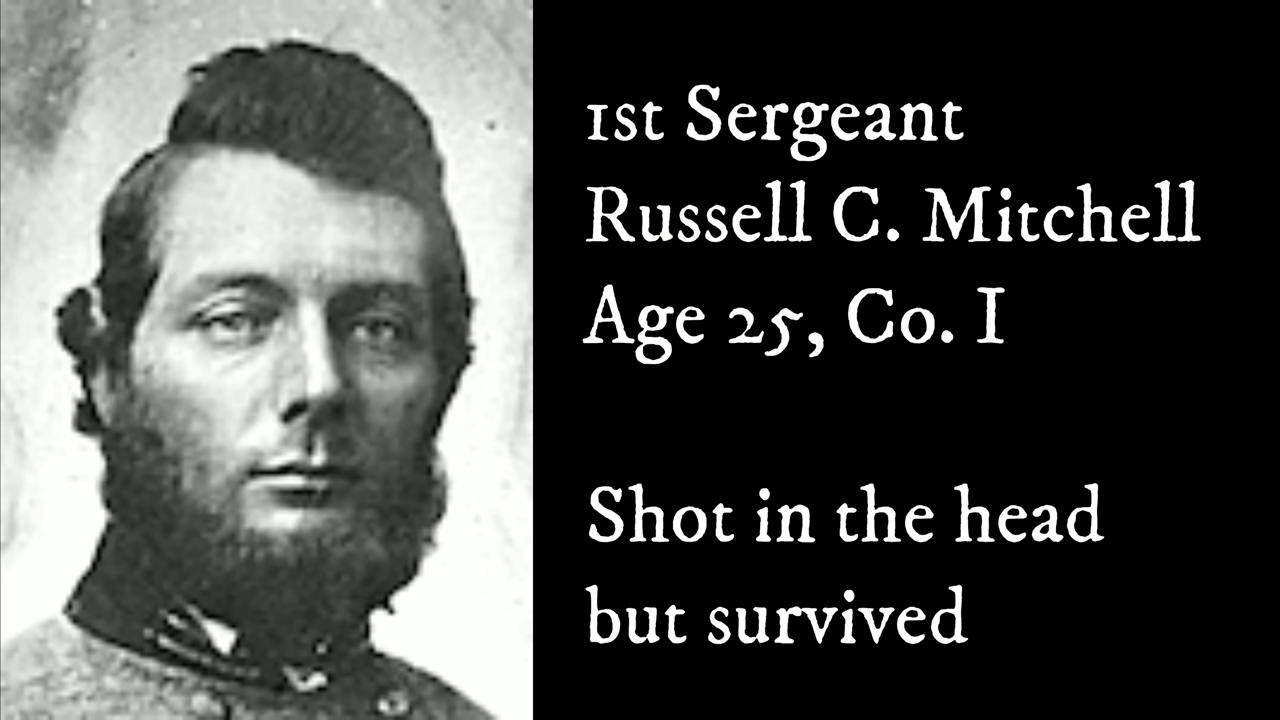 1st Sergeant
Russell C. Mitchell
Age 25, Co. I
Shot in the head
but survived